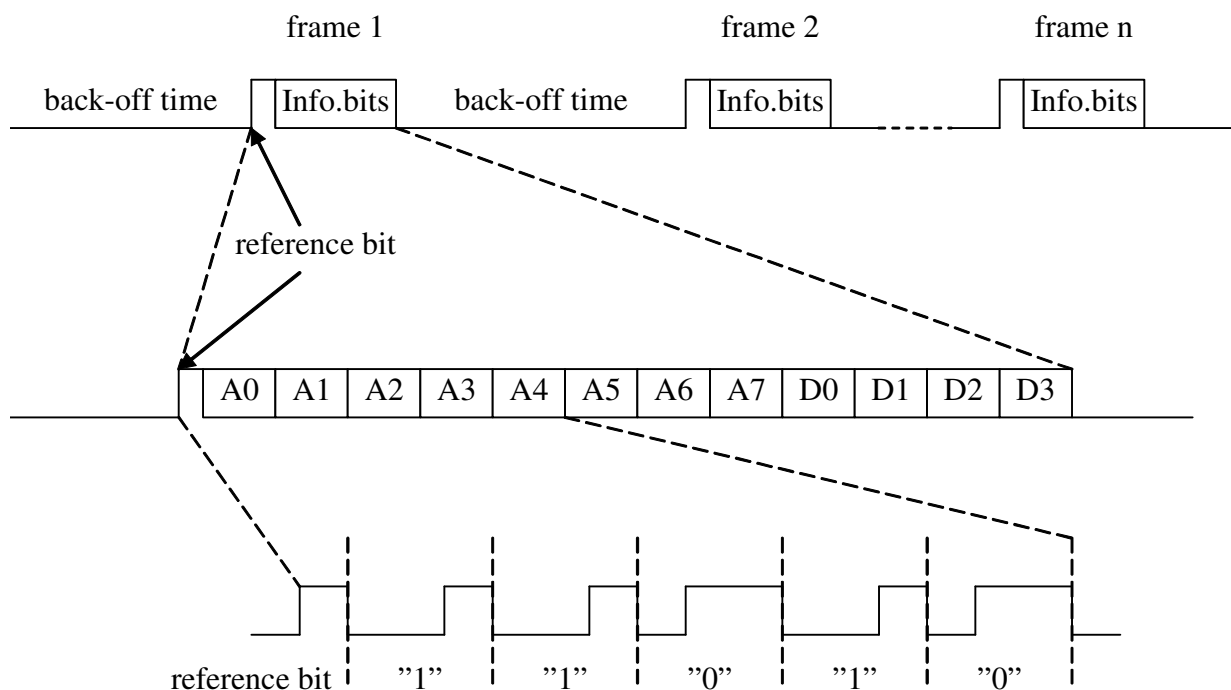 frame 1 frame 2 frame n
back-off time Info.bits back-off time Info.bits Info.bits
reference bit
A0 A1 A2 A3 A4 A5 A6 A7 D0 D1 D2 D3
reference bit ”1” ”1” ”0” ”1” ”0”